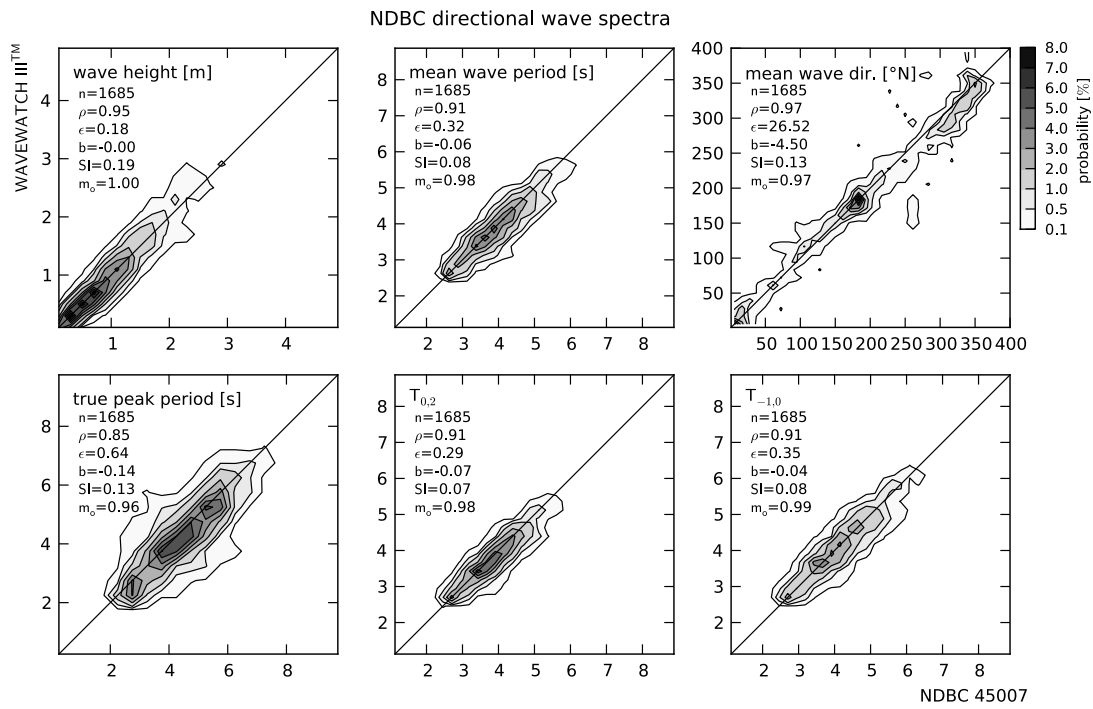 NDBC directional wave spectra
WAVEWATCH III™
wave height [m]
n=1685
ρ=0.95
ϵ=0.18
b=-0.00
SI=0.19
mₒ=1.00
4
3
2
1
1 2 3 4
mean wave period [s]
n=1685
ρ=0.91
ϵ=0.32
b=-0.06
SI=0.08
mₒ=0.98
8
7
6
5
4
3
2
1 2 3 4 5 6 7 8
mean wave dir. [°N]
n=1685
ρ=0.97
ϵ=26.52
b=-4.50
SI=0.13
mₒ=0.97
400
350
300
250
200
150
100
50
50 100 150 200 250 300 350 400
8.0
7.0
6.0
5.0
4.0
3.0
2.0
1.0
0.5
0.1
probability [%]
true peak period [s]
n=1685
ρ=0.85
ϵ=0.64
b=-0.14
SI=0.13
mₒ=0.96
8
6
4
2
2 4 6 8
T₀,₂
n=1685
ρ=0.91
ϵ=0.29
b=-0.07
SI=0.07
mₒ=0.98
8
7
6
5
4
3
2
1 2 3 4 5 6 7 8
T₋₁,₀
n=1685
ρ=0.91
ϵ=0.35
b=-0.04
SI=0.08
mₒ=0.99
8
7
6
5
4
3
2
2 3 4 5 6 7 8
NDBC 45007